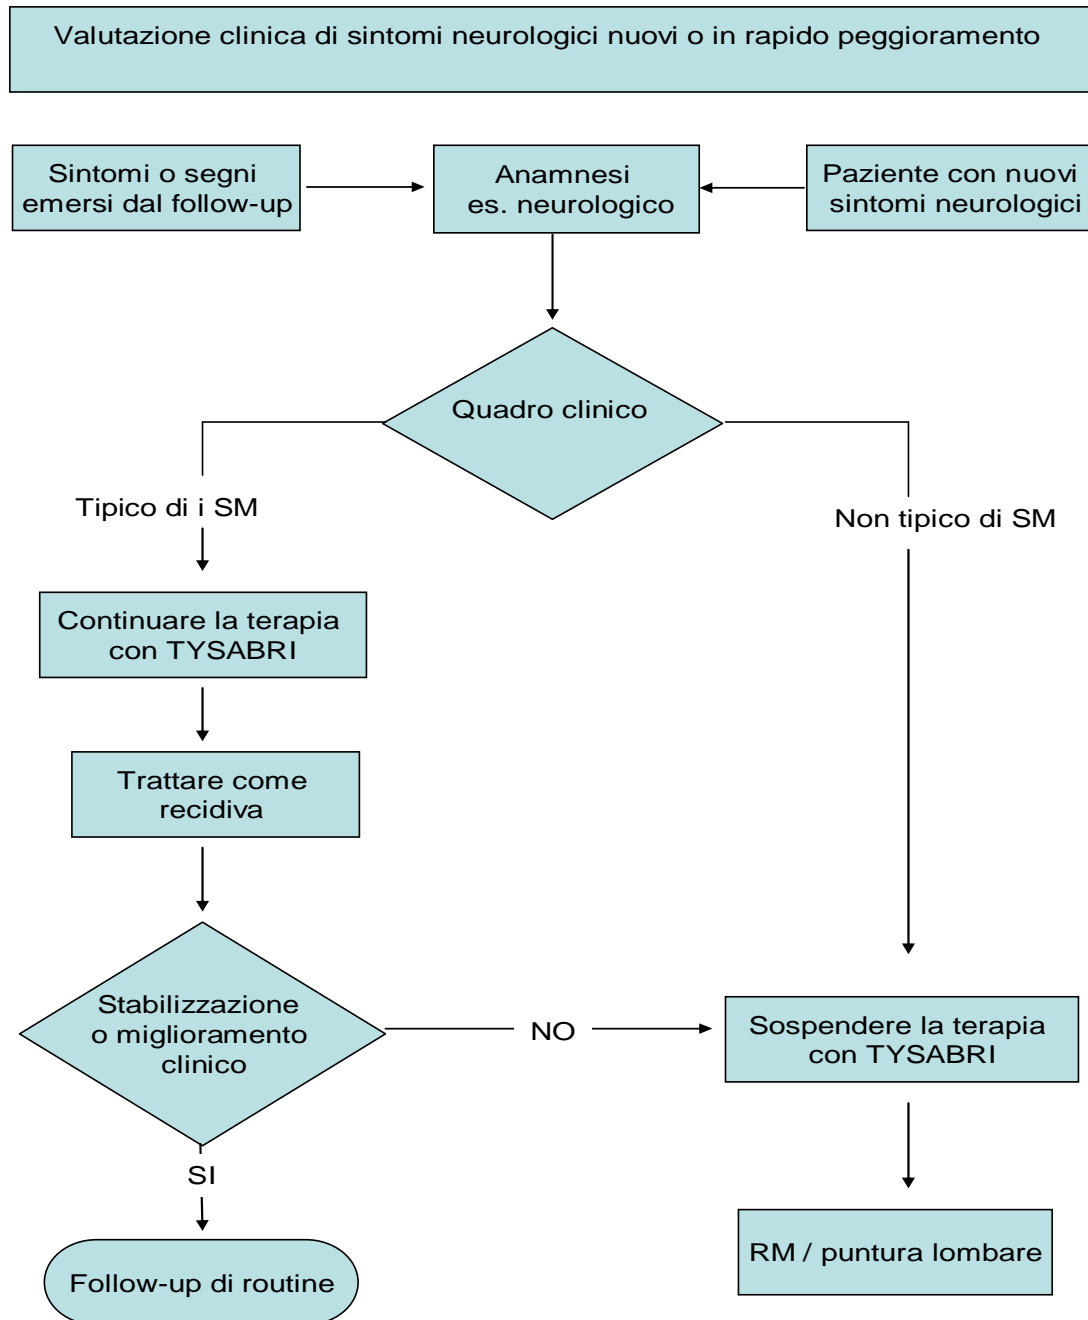 Valutazione clinica di sintomi neurologici nuovi o in rapido peggioramento
Sintomi o segni
emersi dal follow-up
Anamnesi
es. neurologico
Paziente con nuovi
sintomi neurologici
Quadro clinico
Tipico di i SM
Non tipico di SM
Continuare la terapia
con TYSABRI
Trattare come
recidiva
Stabilizzazione
o miglioramento
clinico
NO
Sospendere la terapia
con TYSABRI
SI
Follow-up di routine
RM / puntura lombare